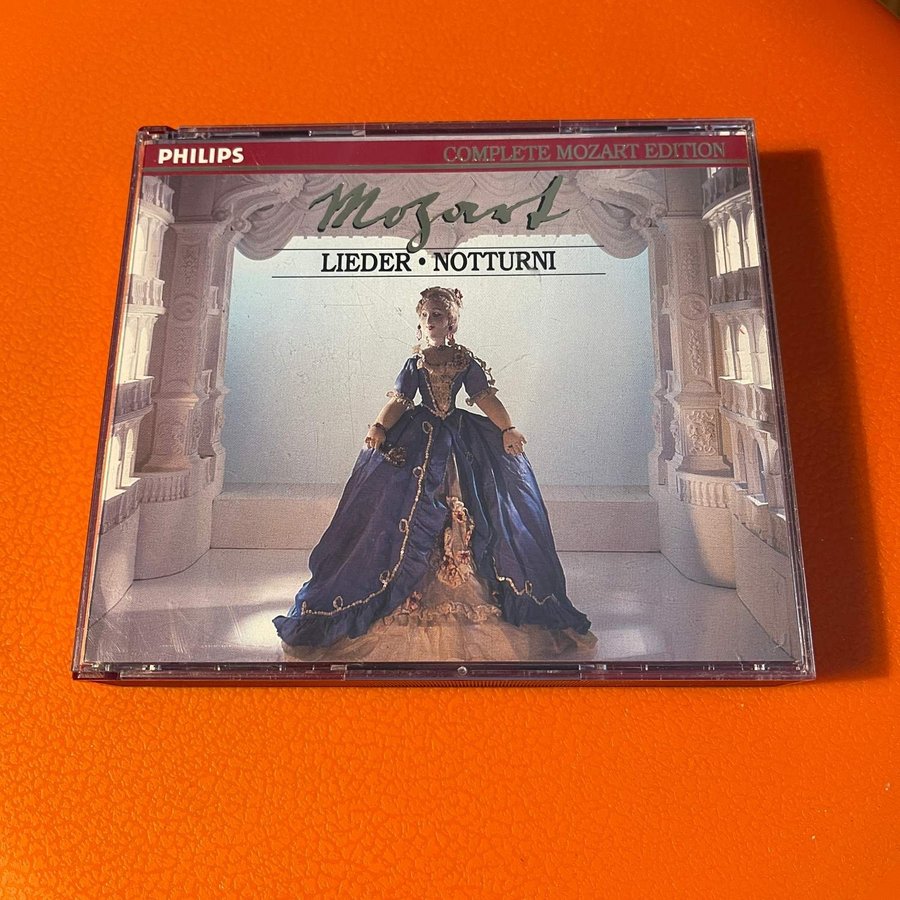 PHILIPS COMPLETE MOZART EDITION
Mozart
LIEDER • NOTTURNI